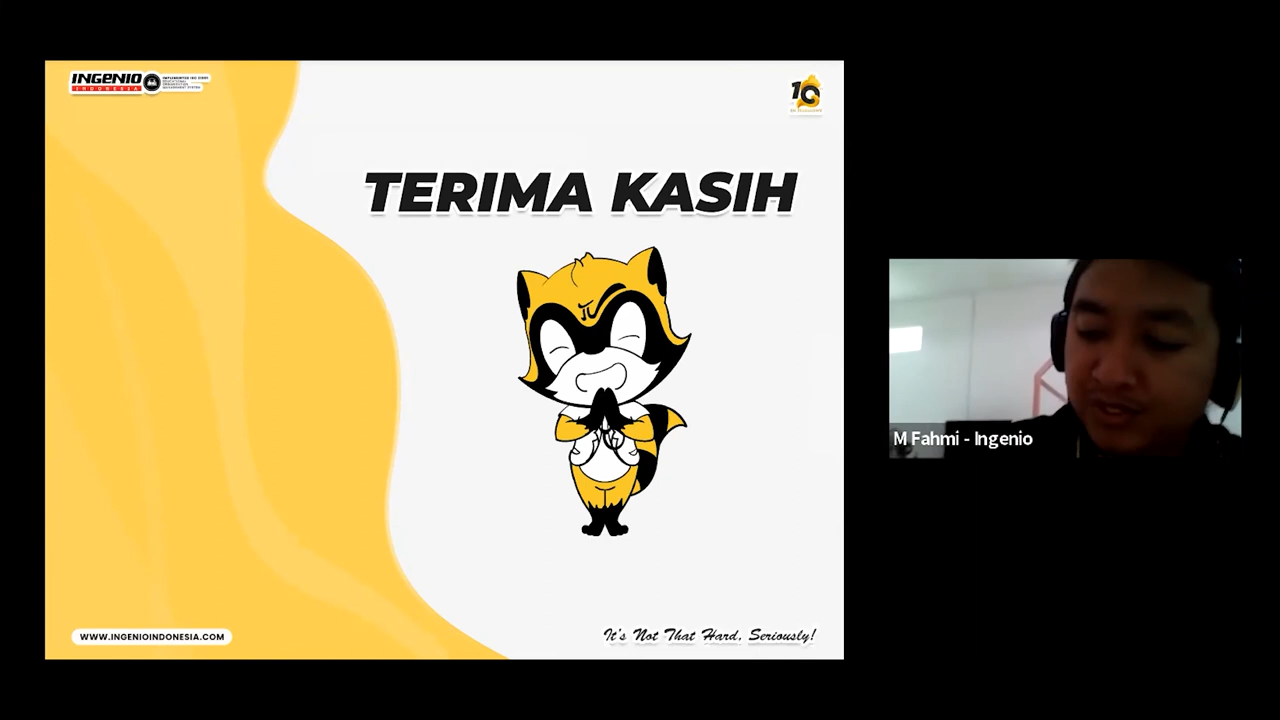 INGENIO
INDONESIA
TERIMA KASIH
M Fahmi - Ingenio
WWW.INGENIOINDONESIA.COM
It's Not That Hard, Seriously!